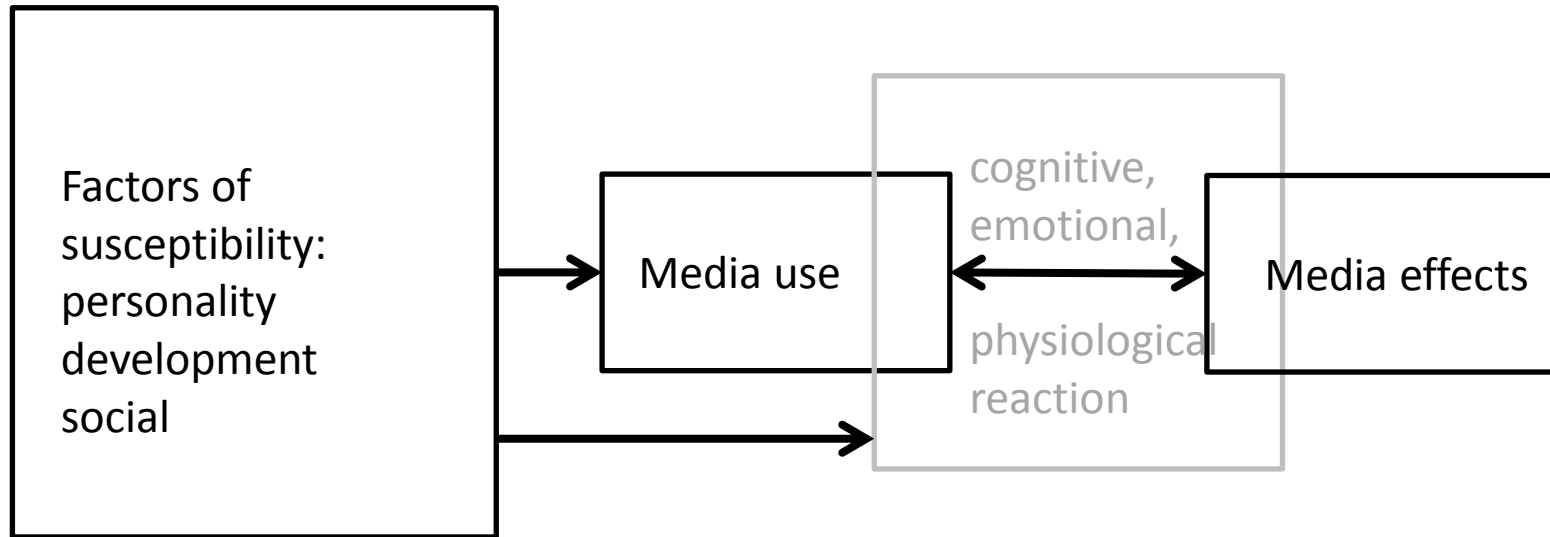 Factors of
susceptibility:
personality
development
social
Media use
cognitive,
emotional,
physiological
reaction
Media effects